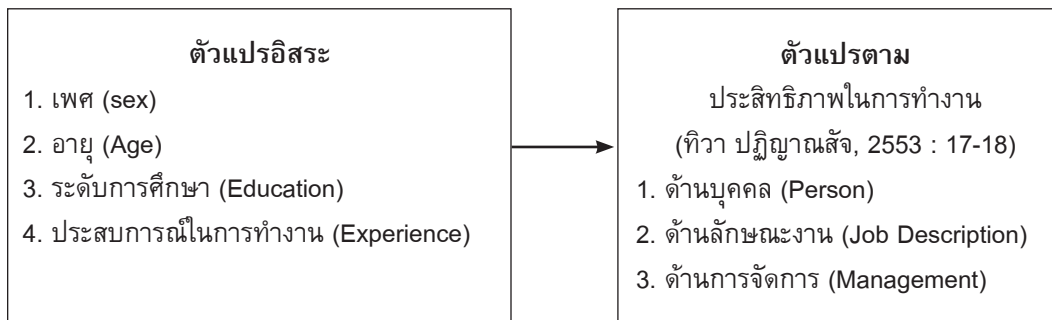 ตัวแปรอิสระ
1. เพศ (sex)
2. อายุ (Age)
3. ระดับการศึกษา (Education)
4. ประสบการณ์ในการทำงาน (Experience)
ตัวแปรตาม
ประสิทธิภาพในการทำงาน
(ทิวา ปฏิญาณสัจ, 2553 : 17-18)
1. ด้านบุคคล (Person)
2. ด้านลักษณะงาน (Job Description)
3. ด้านการจัดการ (Management)